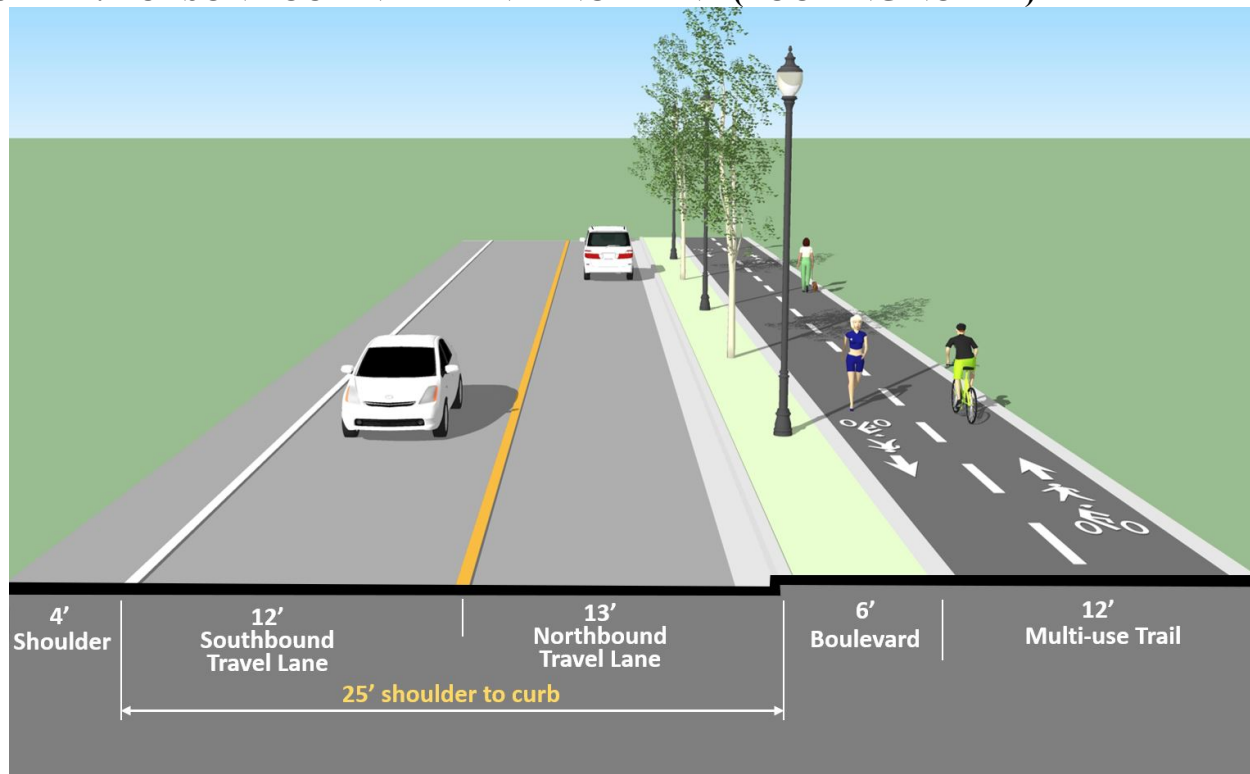 4’
Shoulder
12’
Southbound
Travel Lane
13’
Northbound
Travel Lane
6’
Boulevard
12’
Multi-use Trail
25’ shoulder to curb